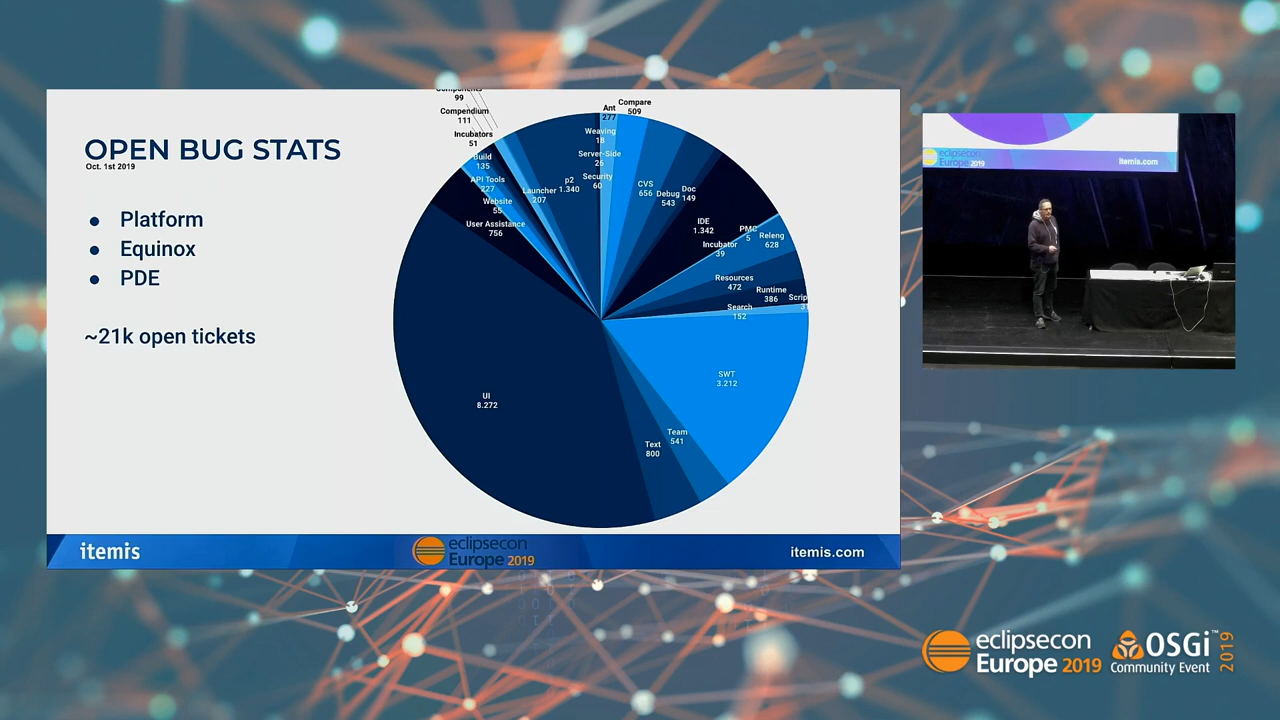 OPEN BUG STATS
Oct. 1st 2019
Platform
Equinox
PDE
~21k open tickets
Components
99
Compendium
111
Incubators
51
Build
135
API Tools
227
Website
55
User Assistance
756
Launcher
207
p2
1.340
Weaving
18
Server-Side
26
Security
60
Ant
277
Compare
509
CVS
656
Debug
543
Doc
149
IDE
1.342
Incubator
39
PMC
5
Releng
628
Resources
472
Runtime
386
Search
152
SWT
3.212
Team
541
Text
800
UI
8.272
itemis
eclipsecon
Europe 2019
itemis.com
eclipsecon
2019
itemis.com
eclipsecon
Europe 2019
OSGi™
Community Event
2019